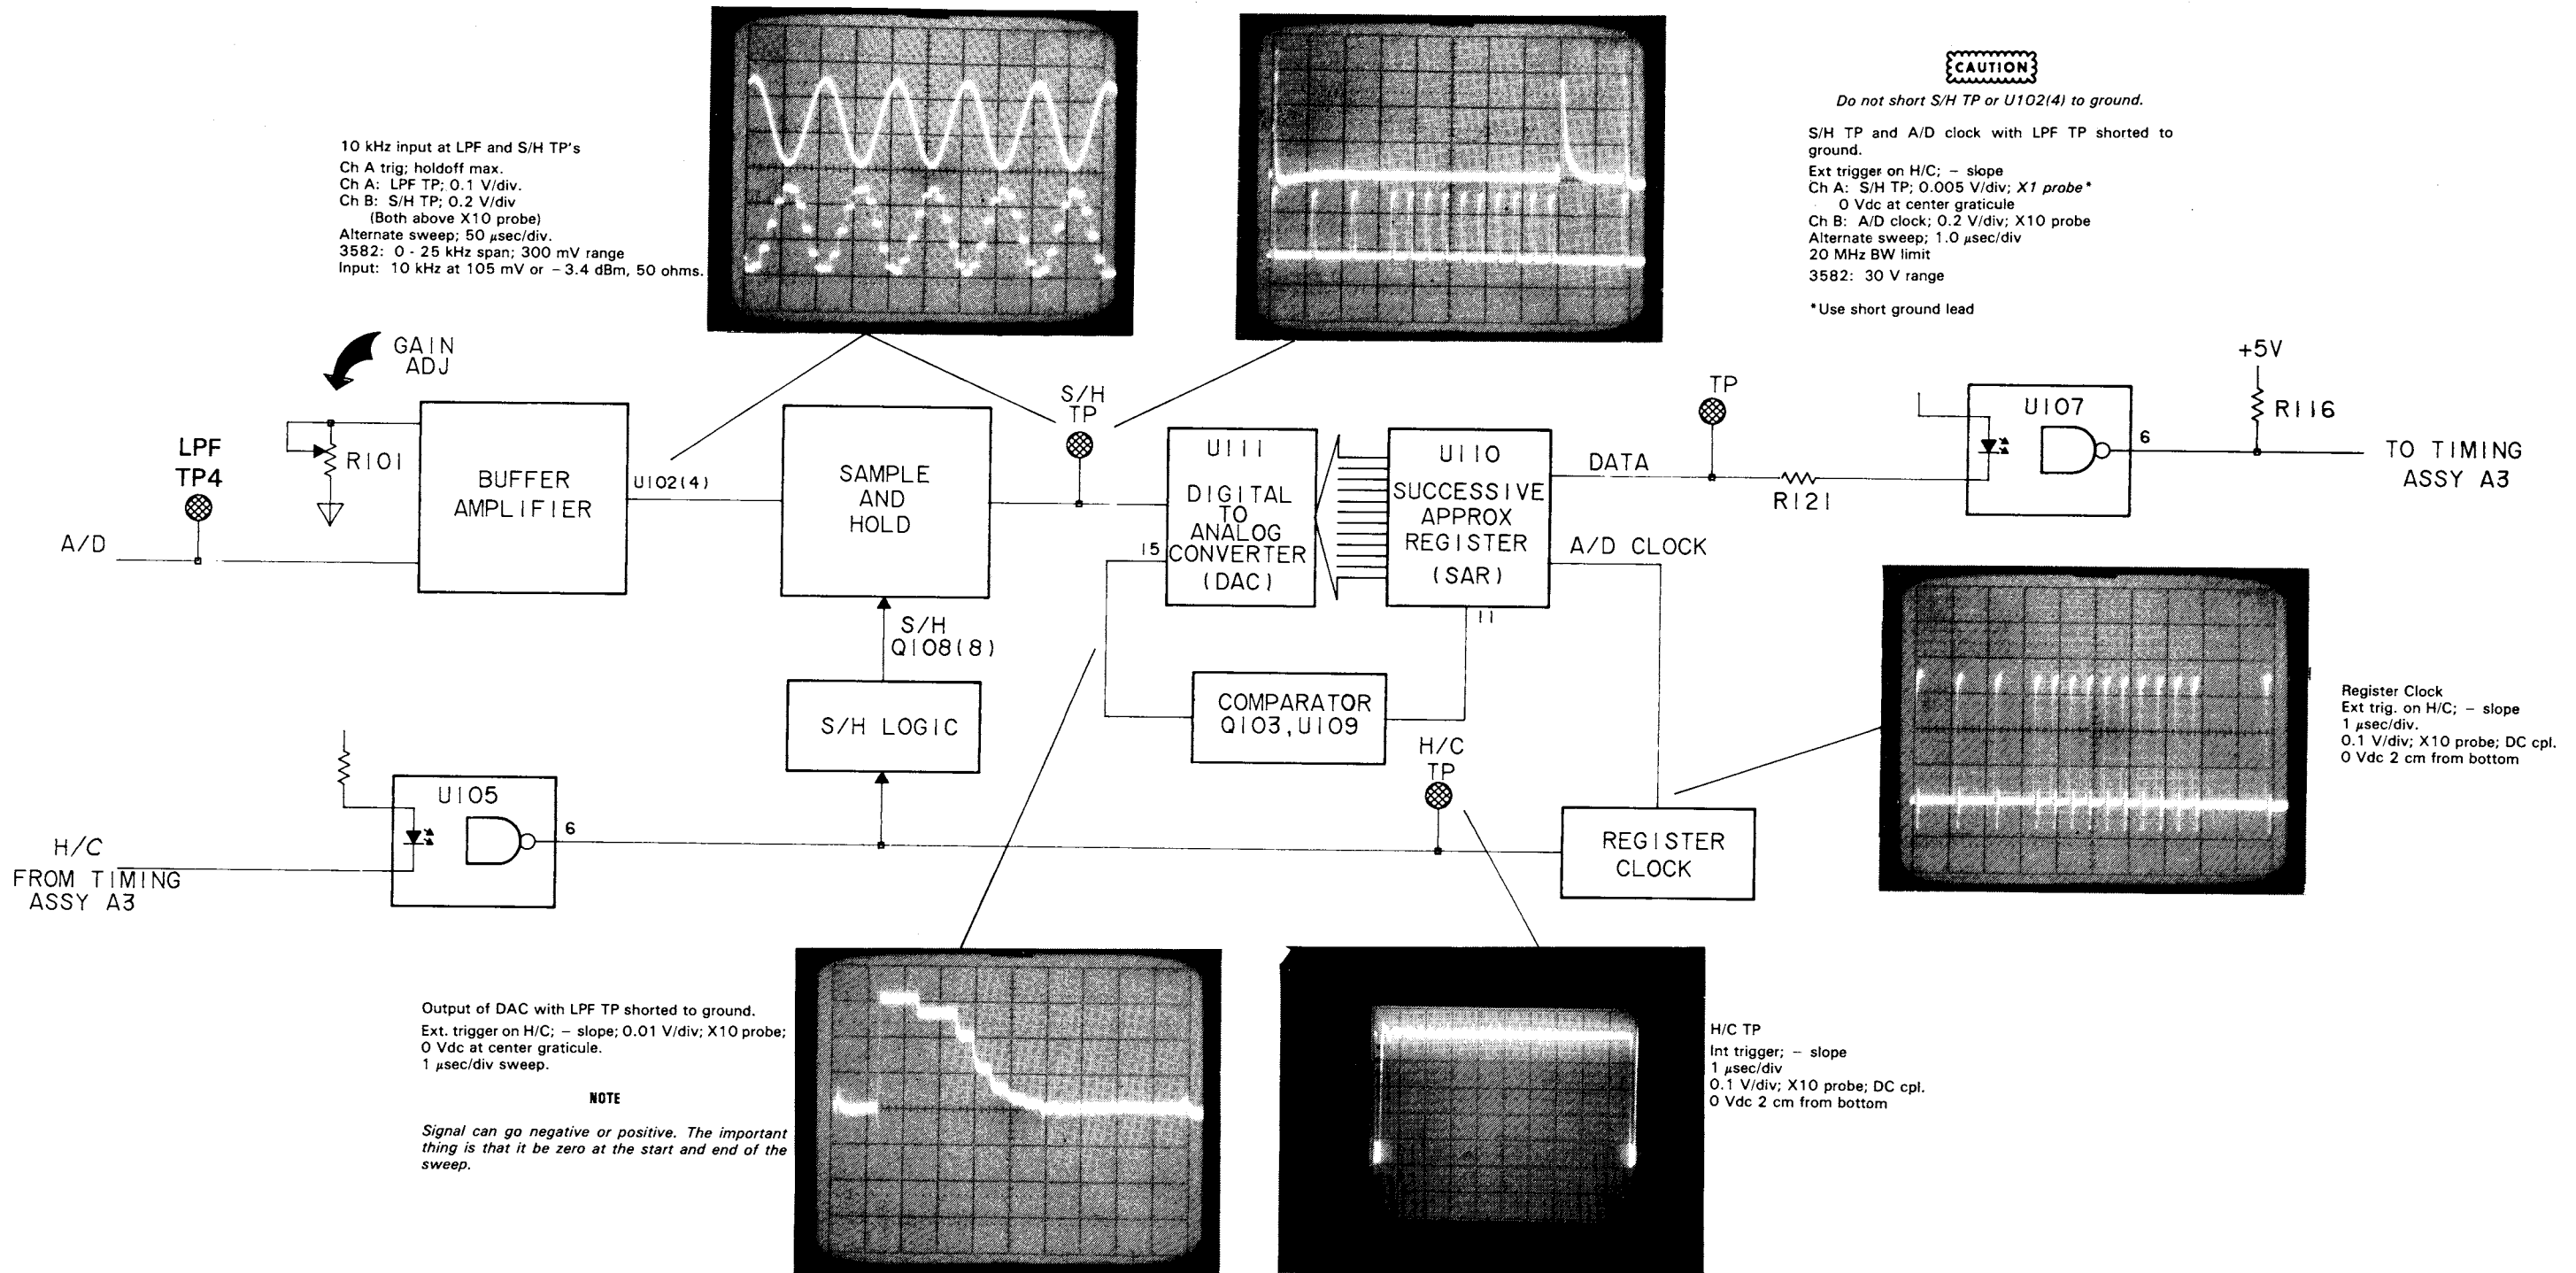 10 kHz input at LPF and S/H TP's
Ch A trig; holdoff max.
Ch A: LPF TP; 0.1 V/div.
Ch B: S/H TP; 0.2 V/div
(Both above X10 probe)
Alternate sweep; 50 μsec/div.
3582: 0 - 25 kHz span; 300 mV range
Input: 10 kHz at 105 mV or −3.4 dBm, 50 ohms.
CAUTION
Do not short S/H TP or U102(4) to ground.
S/H TP and A/D clock with LPF TP shorted to
ground.
Ext trigger on H/C; − slope
Ch A: S/H TP; 0.005 V/div; X1 probe*
0 Vdc at center graticule
Ch B: A/D clock; 0.2 V/div; X10 probe
Alternate sweep; 1.0 μsec/div
20 MHz BW limit
3582: 30 V range
*Use short ground lead
GAIN
ADJ
R101
LPF
TP4
A/D
BUFFER
AMPLIFIER
U102(4)
SAMPLE
AND
HOLD
S/H
TP
U111
DIGITAL
TO
ANALOG
CONVERTER
(DAC)
15
U110
SUCCESSIVE
APPROX
REGISTER
(SAR)
11
DATA
A/D CLOCK
TP
R121
U107
6
+5V
R116
TO TIMING
ASSY A3
S/H
Q108(8)
S/H LOGIC
COMPARATOR
Q103,U109
H/C
TP
REGISTER
CLOCK
U105
6
H/C
FROM TIMING
ASSY A3
Register Clock
Ext trig. on H/C; − slope
1 μsec/div.
0.1 V/div; X10 probe; DC cpl.
0 Vdc 2 cm from bottom
Output of DAC with LPF TP shorted to ground.
Ext. trigger on H/C; − slope; 0.01 V/div; X10 probe;
0 Vdc at center graticule.
1 μsec/div sweep.
NOTE
Signal can go negative or positive. The important
thing is that it be zero at the start and end of the
sweep.
H/C TP
Int trigger; − slope
1 μsec/div
0.1 V/div; X10 probe; DC cpl.
0 Vdc 2 cm from bottom